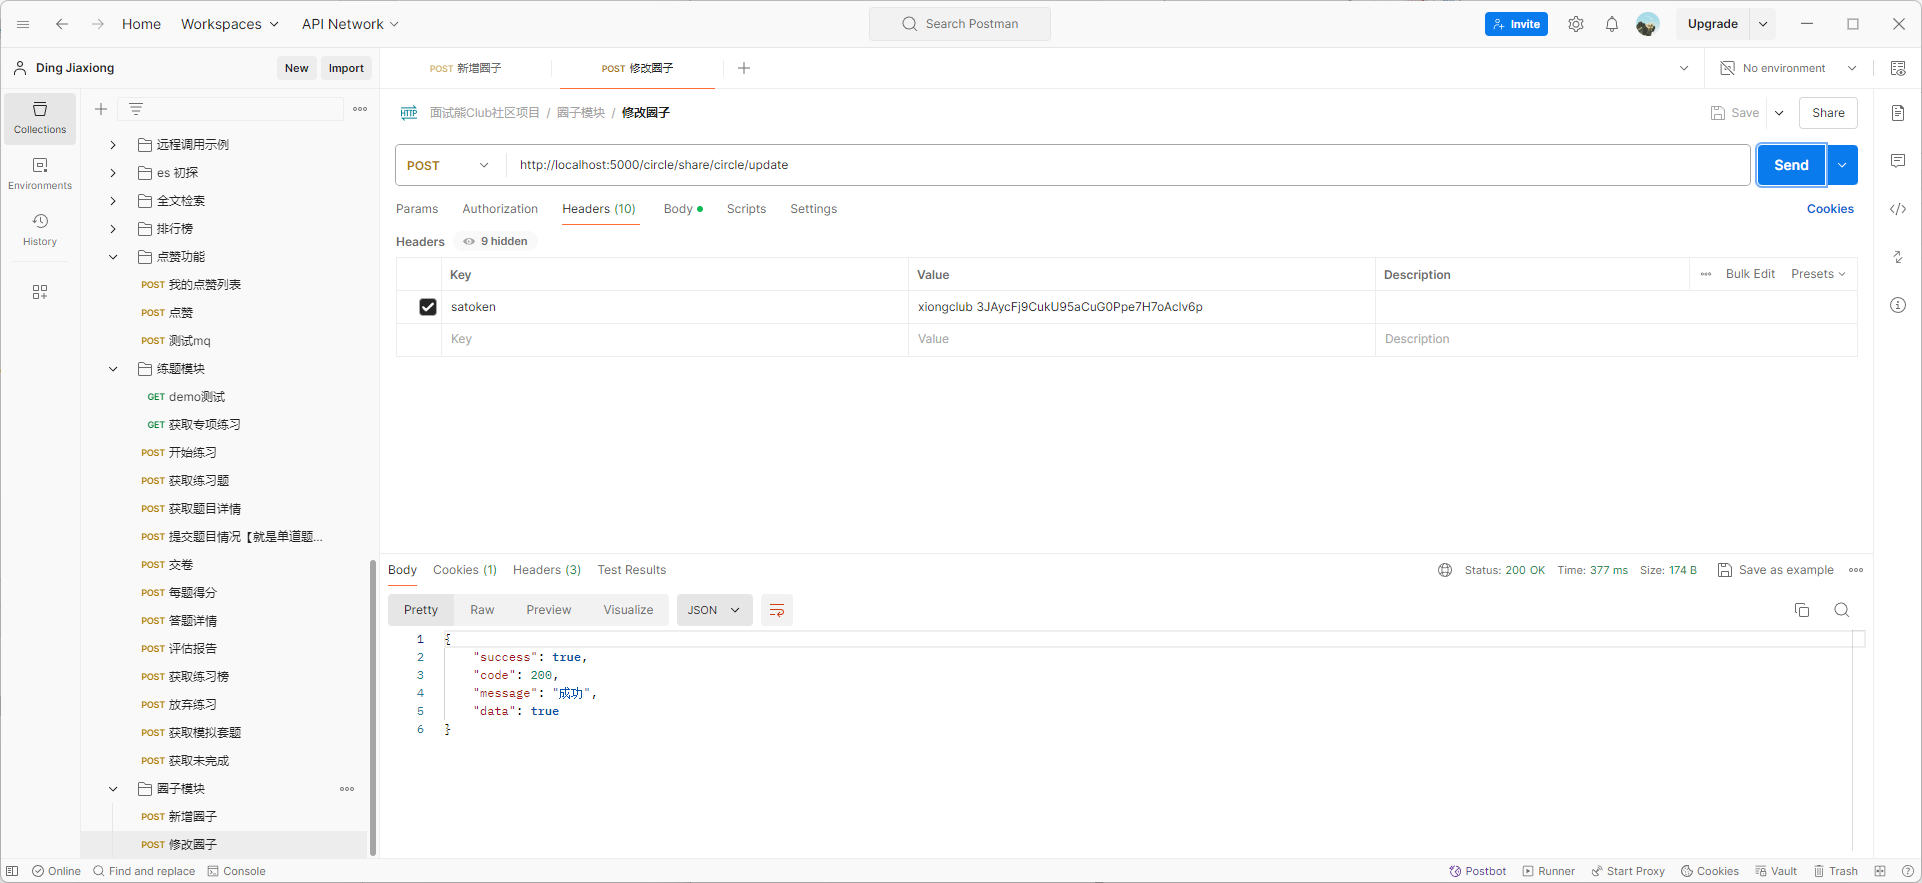 Home Workspaces API Network Search Postman Invite Upgrade
Ding Jiaxiong New Import POST 新增圈子 POST 修改圈子 No environment
Collections
Environments
History
远程调用示例
es 初探
全文检索
排行榜
点赞功能
POST 我的点赞列表
POST 点赞
POST 测试mq
练题模块
GET demo测试
GET 获取专项练习
POST 开始练习
POST 获取练习题
POST 获取题目详情
POST 提交题目情况【就是单道题...
POST 交卷
POST 每题得分
POST 答题详情
POST 评估报告
POST 获取练习榜
POST 放弃练习
POST 获取模拟套题
POST 获取未完成
圈子模块
POST 新增圈子
POST 修改圈子
HTTP 面试熊Club社区项目 / 圈子模块 / 修改圈子 Save Share
POST http://localhost:5000/circle/share/circle/update Send
Params Authorization Headers (10) Body Scripts Settings Cookies
Headers 9 hidden
Key Value Description Bulk Edit Presets
satoken xiongclub 3JAycFj9CukU95aCuG0Ppe7H7oAclv6p
Key Value Description
Body Cookies (1) Headers (3) Test Results Status: 200 OK Time: 377 ms Size: 174 B Save as example
Pretty Raw Preview Visualize JSON
1 {
2 "success": true,
3 "code": 200,
4 "message": "成功",
5 "data": true
6 }
Online Find and replace Console Postbot Runner Start Proxy Cookies Vault Trash